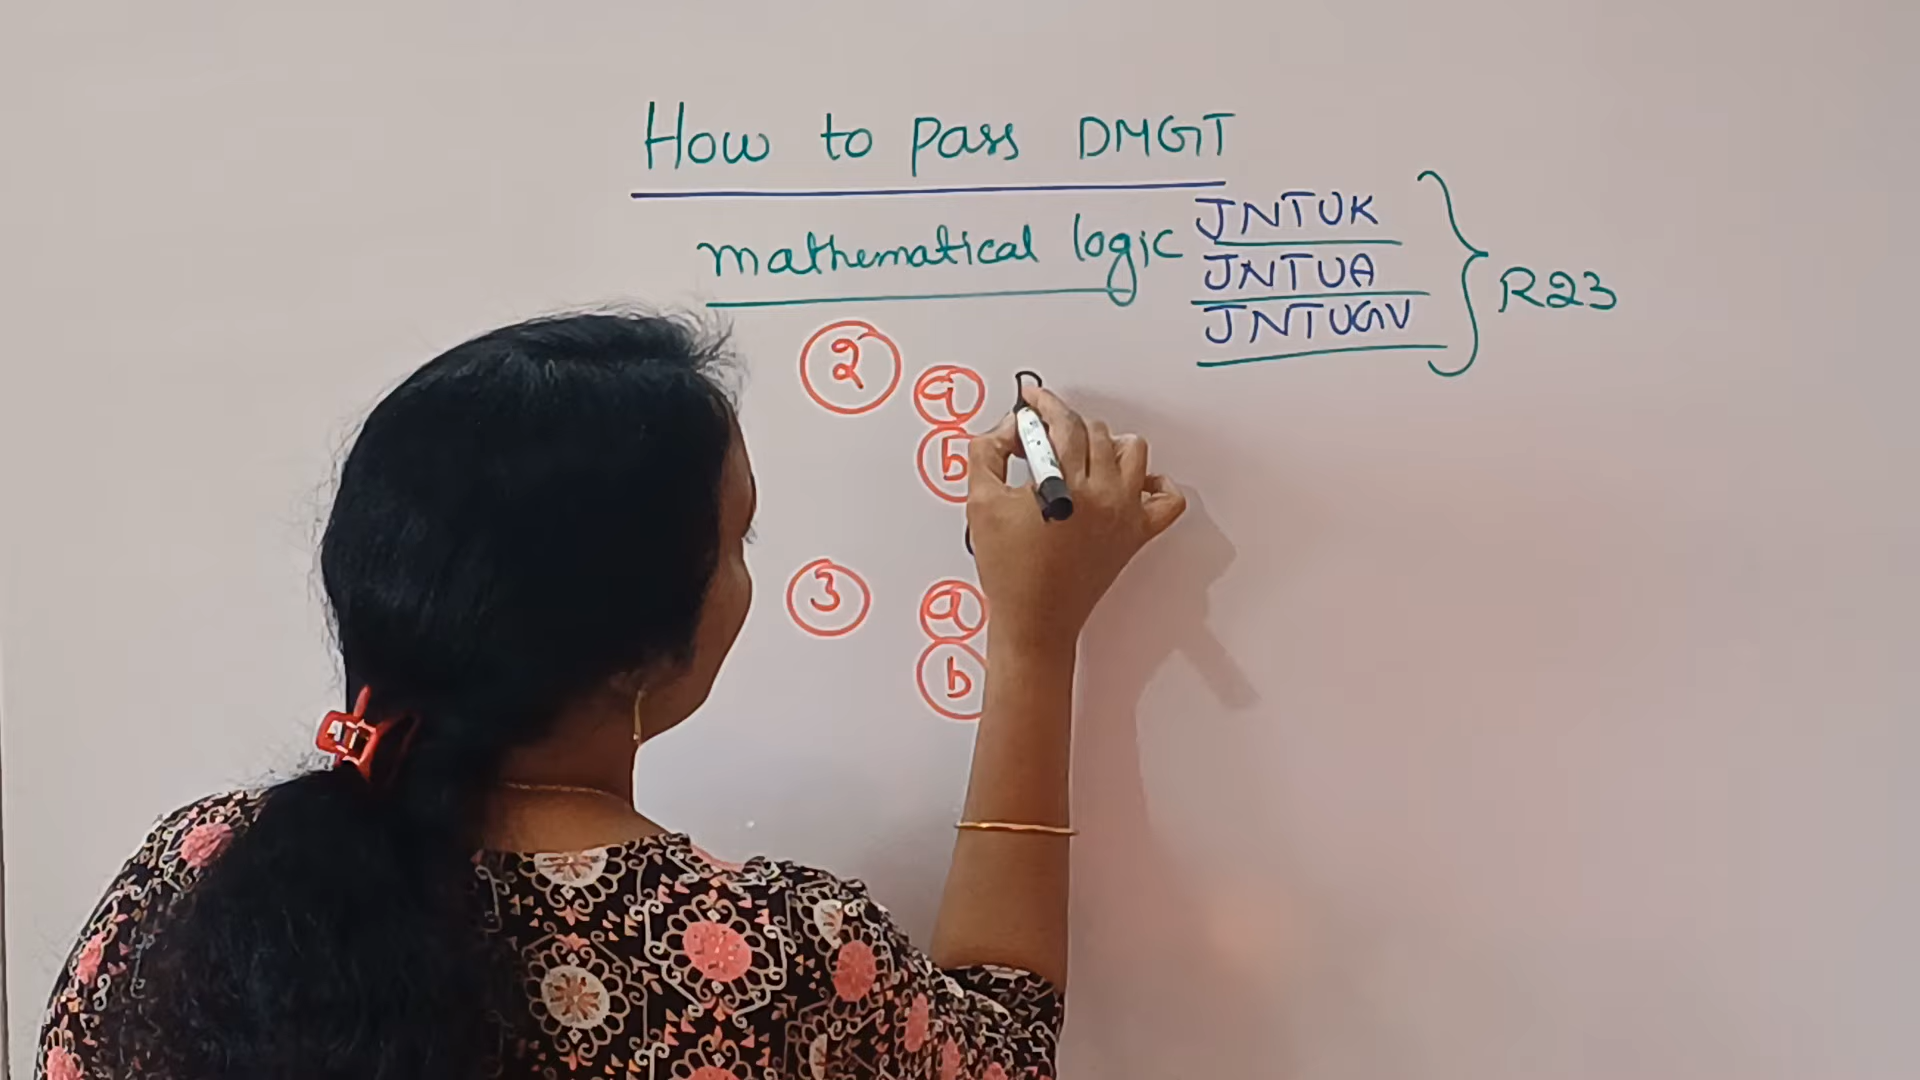 How to pass DMGT
mathematical logic
JNTUK
JNTUA
JNTUGV
R23
2
a
b
3
a
b